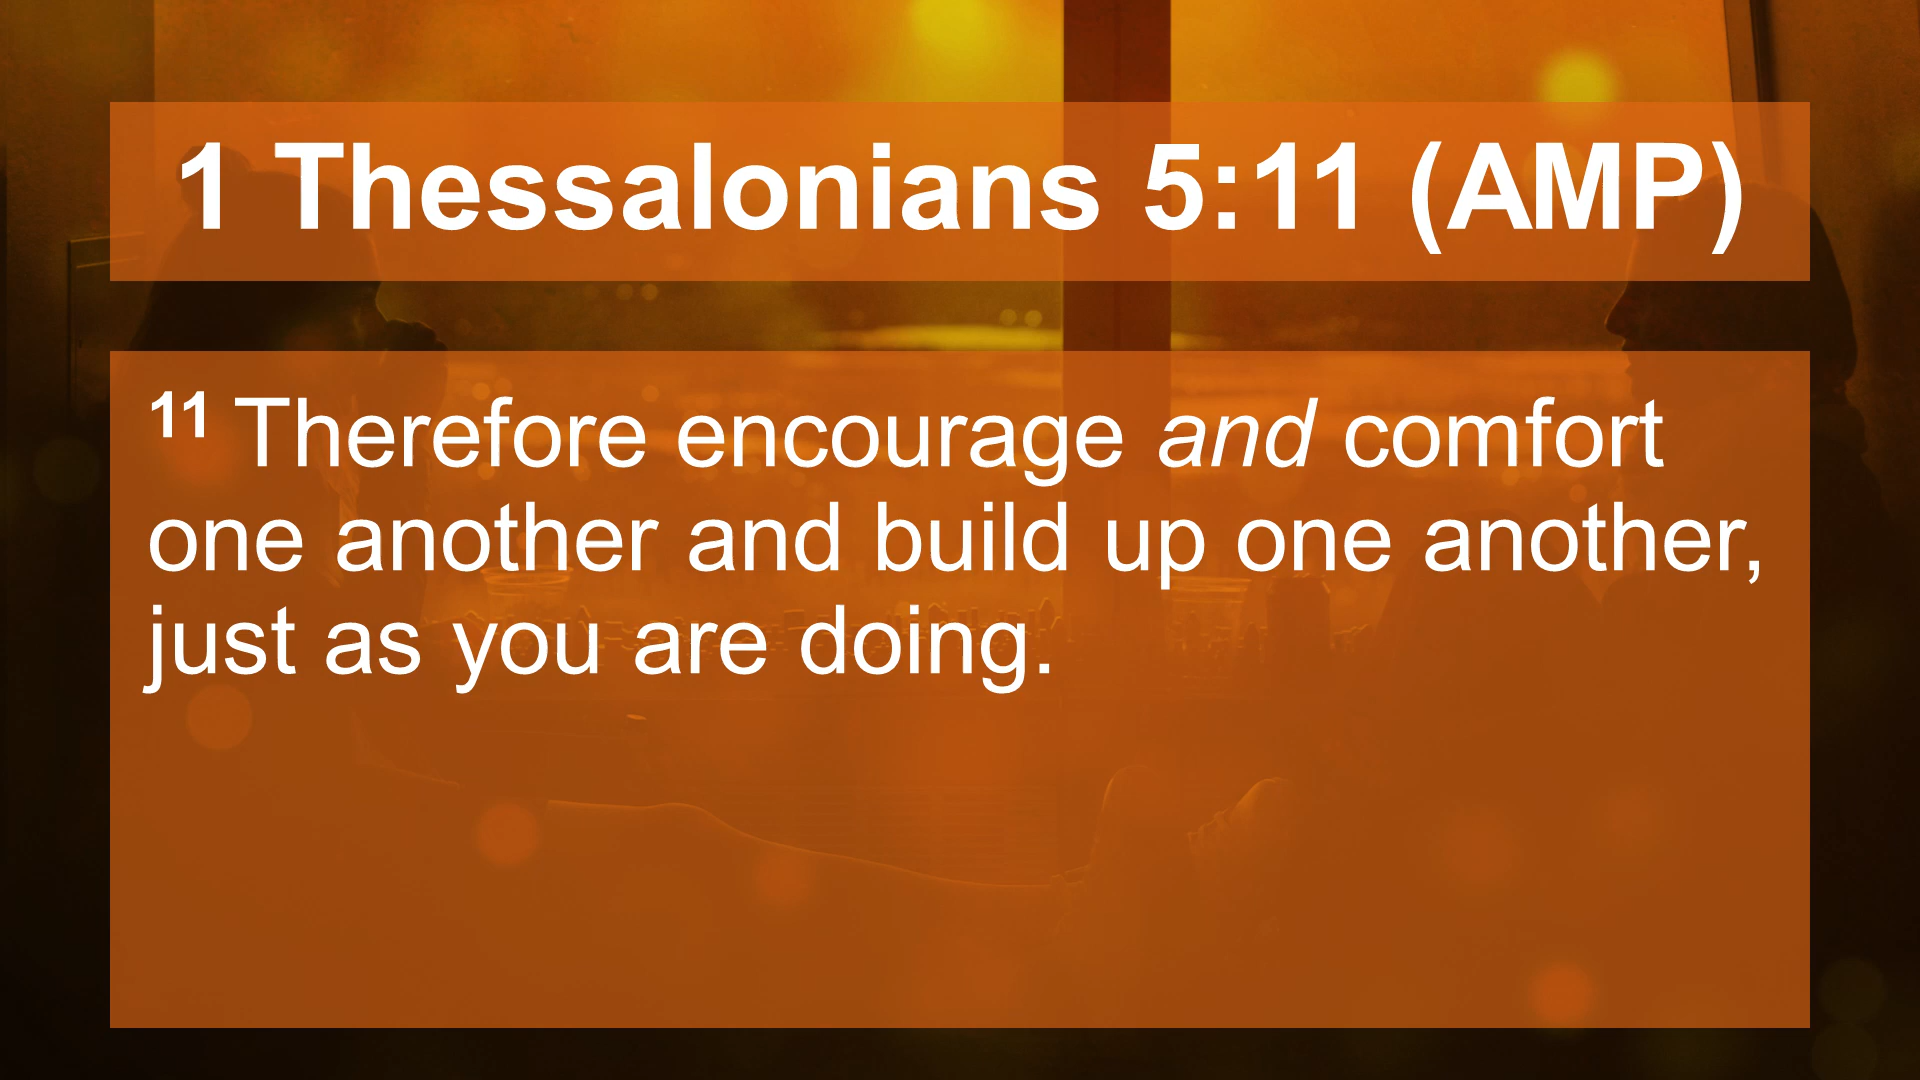 1 Thessalonians 5:11 (AMP)
11 Therefore encourage and comfort
one another and build up one another,
just as you are doing.